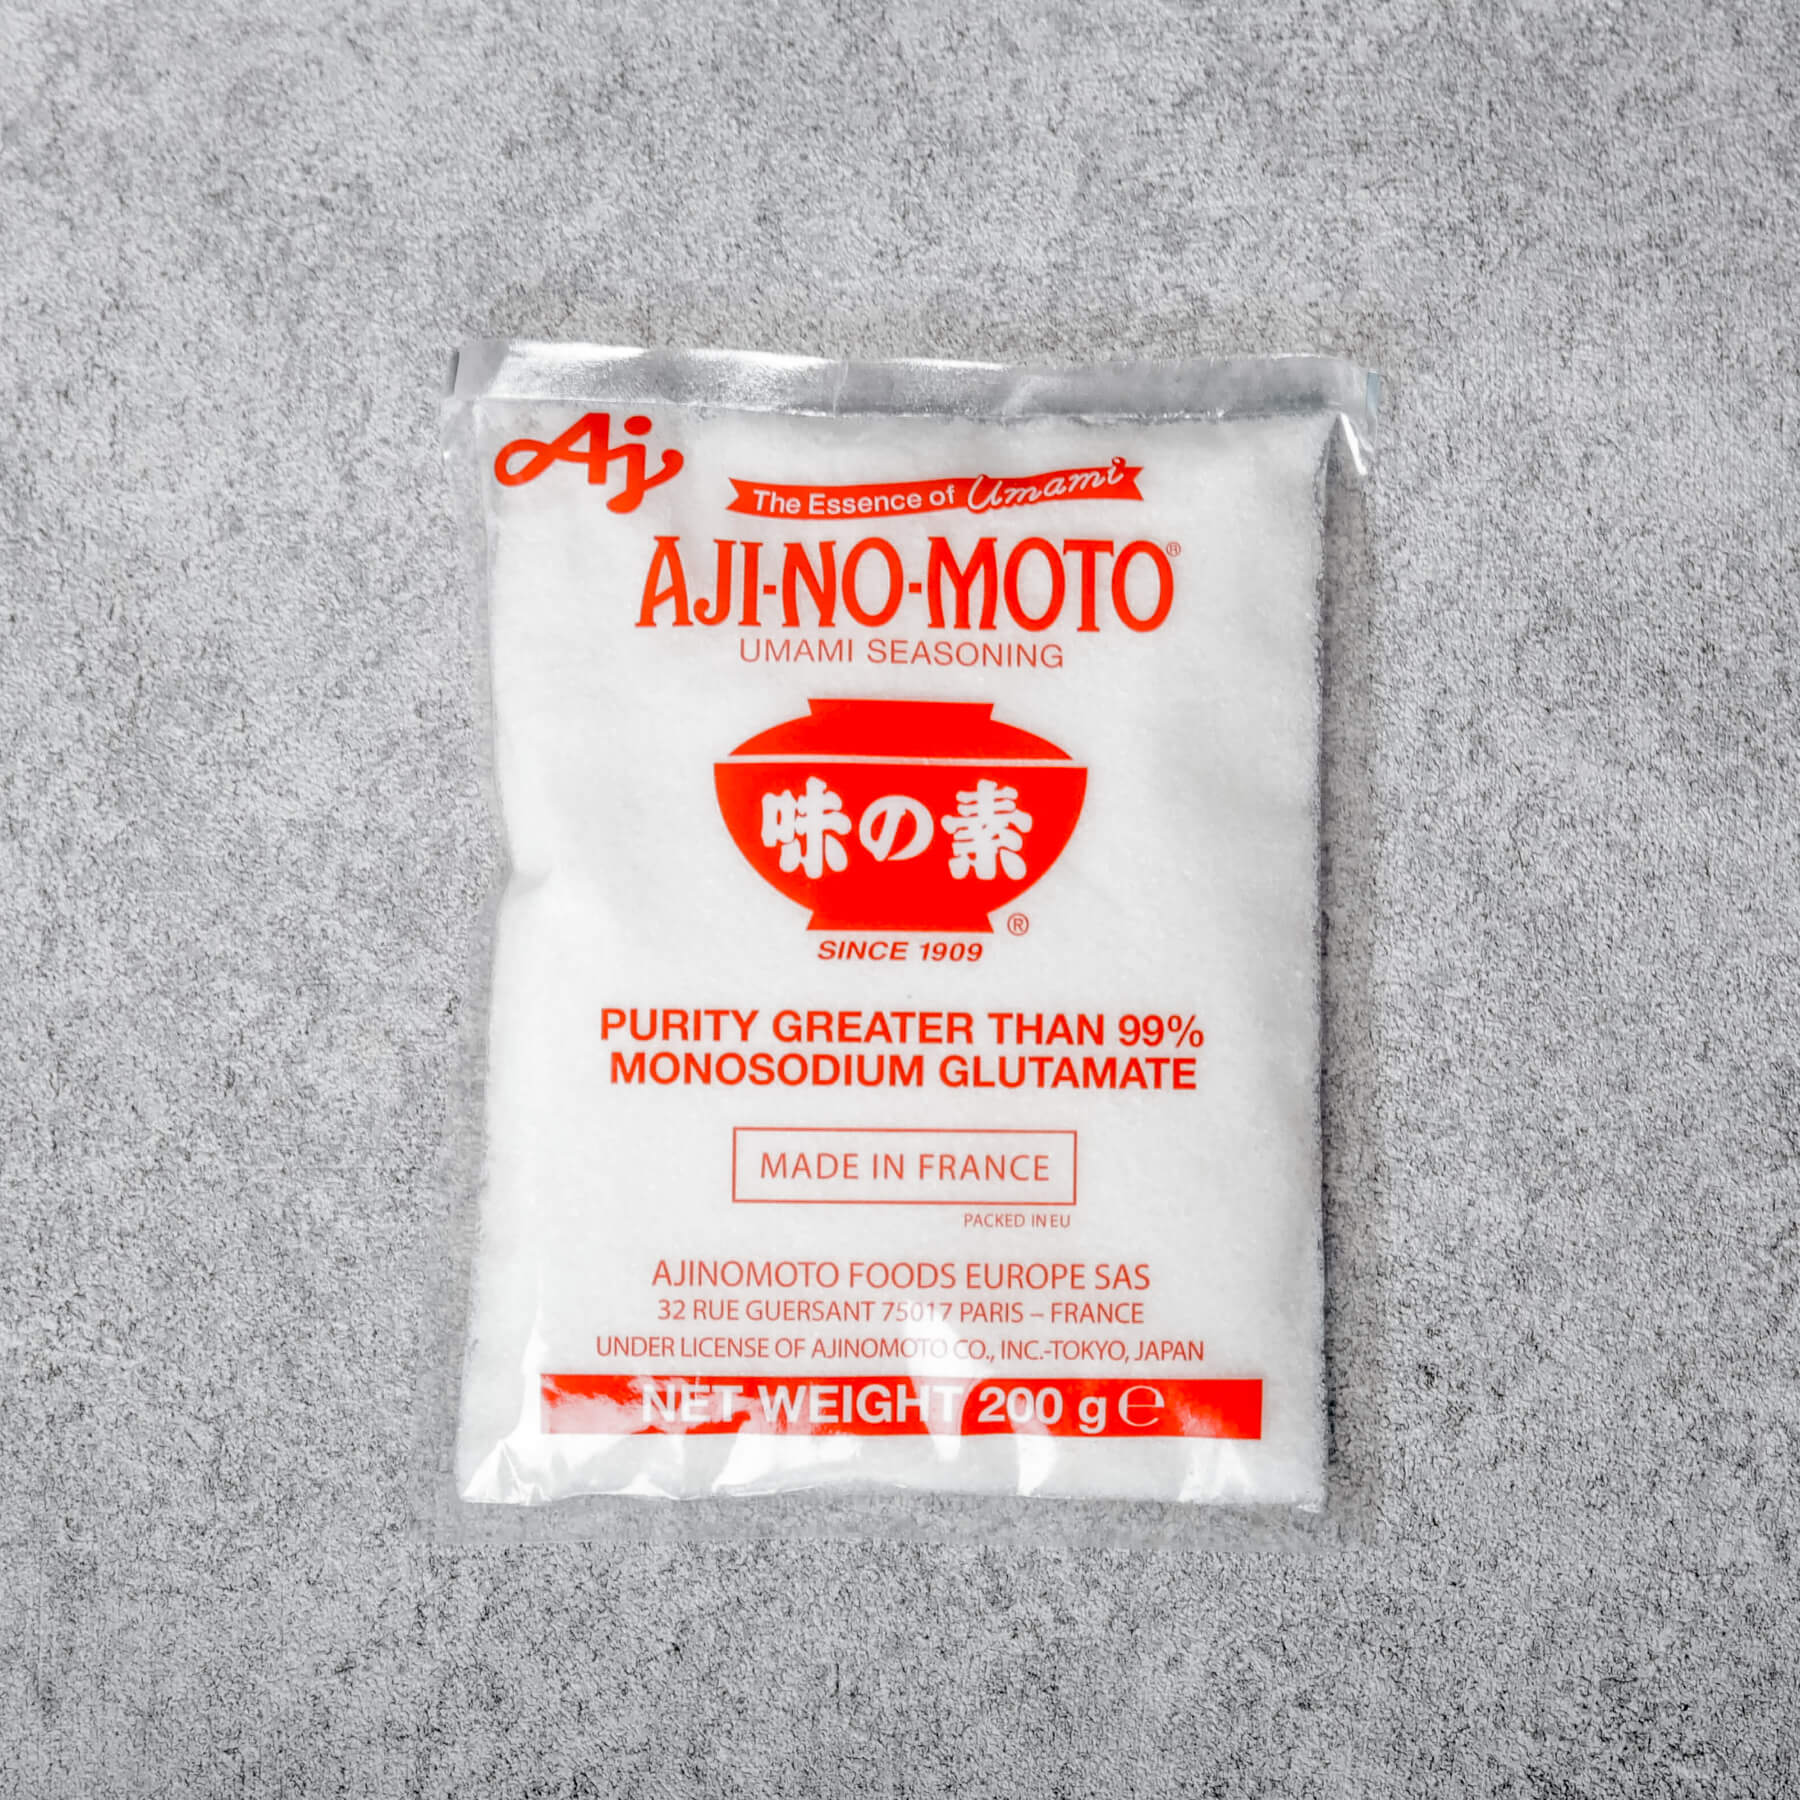 Aj
The Essence of Umami
AJI-NO-MOTO®
UMAMI SEASONING
味の素
®
SINCE 1909
PURITY GREATER THAN 99%
MONOSODIUM GLUTAMATE
MADE IN FRANCE
PACKED IN EU
AJINOMOTO FOODS EUROPE SAS
32 RUE GUERSANT 75017 PARIS – FRANCE
UNDER LICENSE OF AJINOMOTO CO., INC.-TOKYO, JAPAN
NET WEIGHT 200 g ℮